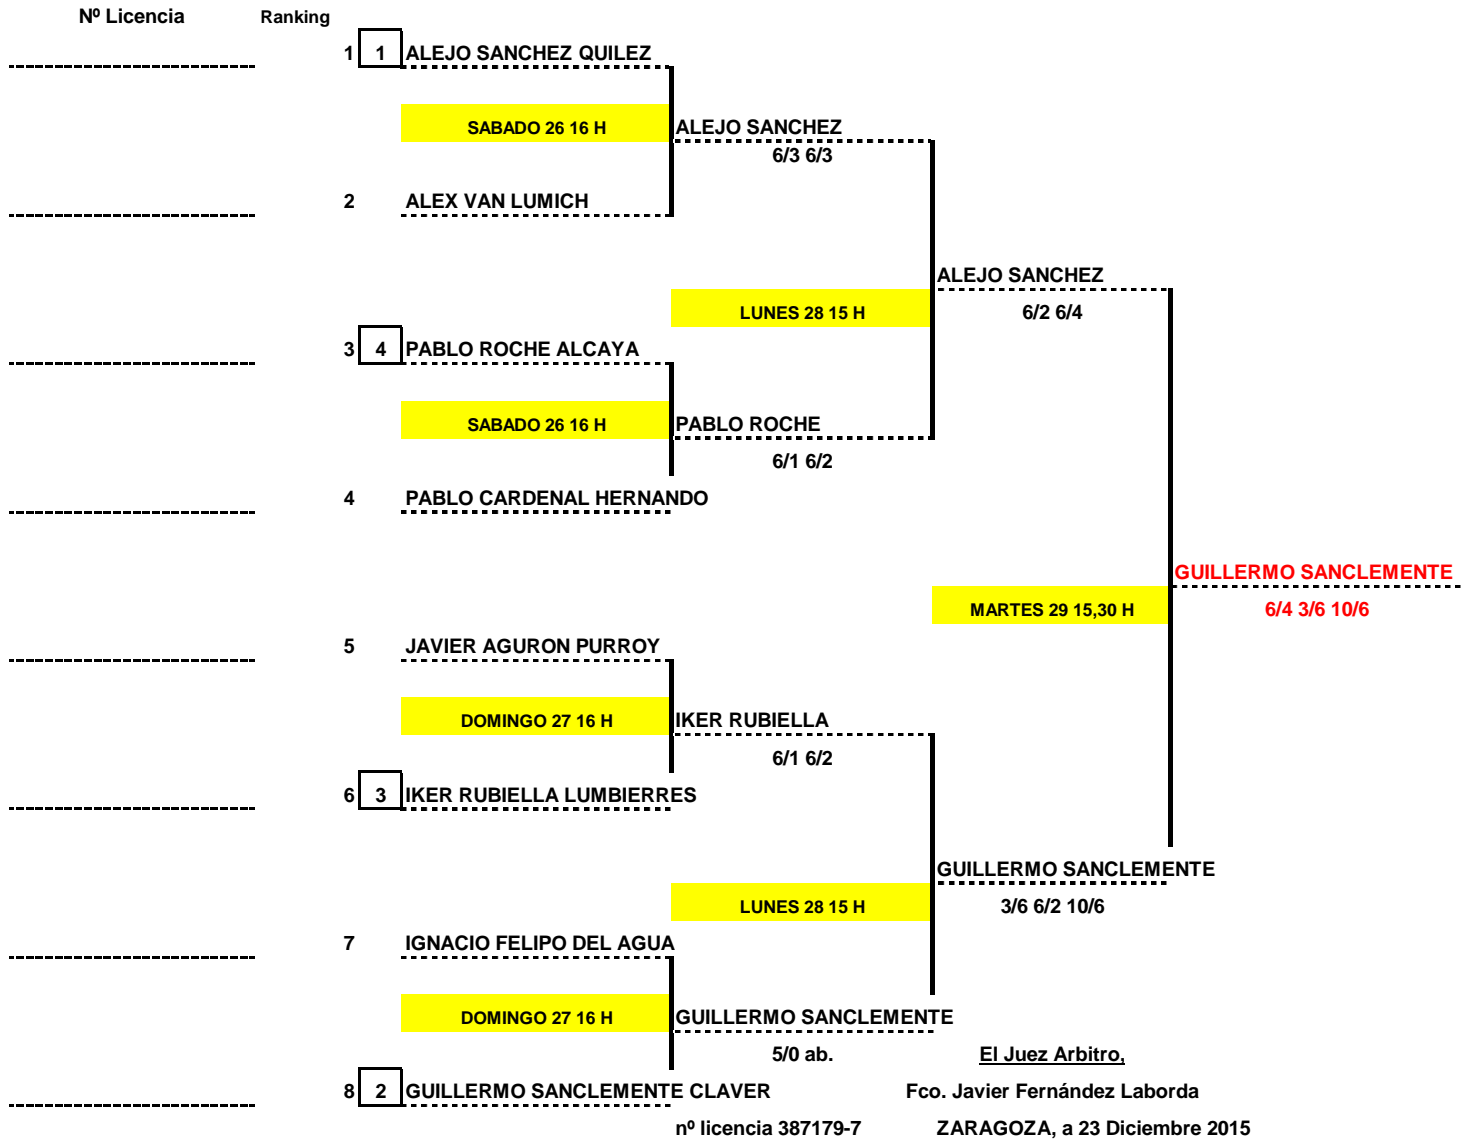 Nº Licencia Ranking
1 1 ALEJO SANCHEZ QUILEZ
SABADO 26 16 H ALEJO SANCHEZ
6/3 6/3
2 ALEX VAN LUMICH
ALEJO SANCHEZ
LUNES 28 15 H 6/2 6/4
3 4 PABLO ROCHE ALCAYA
SABADO 26 16 H PABLO ROCHE
6/1 6/2
4 PABLO CARDENAL HERNANDO
GUILLERMO SANCLEMENTE
MARTES 29 15,30 H 6/4 3/6 10/6
5 JAVIER AGURON PURROY
DOMINGO 27 16 H IKER RUBIELLA
6/1 6/2
6 3 IKER RUBIELLA LUMBIERRES
GUILLERMO SANCLEMENTE
LUNES 28 15 H 3/6 6/2 10/6
7 IGNACIO FELIPO DEL AGUA
DOMINGO 27 16 H GUILLERMO SANCLEMENTE
5/0 ab. El Juez Arbitro,
8 2 GUILLERMO SANCLEMENTE CLAVER Fco. Javier Fernández Laborda
nº licencia 387179-7 ZARAGOZA, a 23 Diciembre 2015